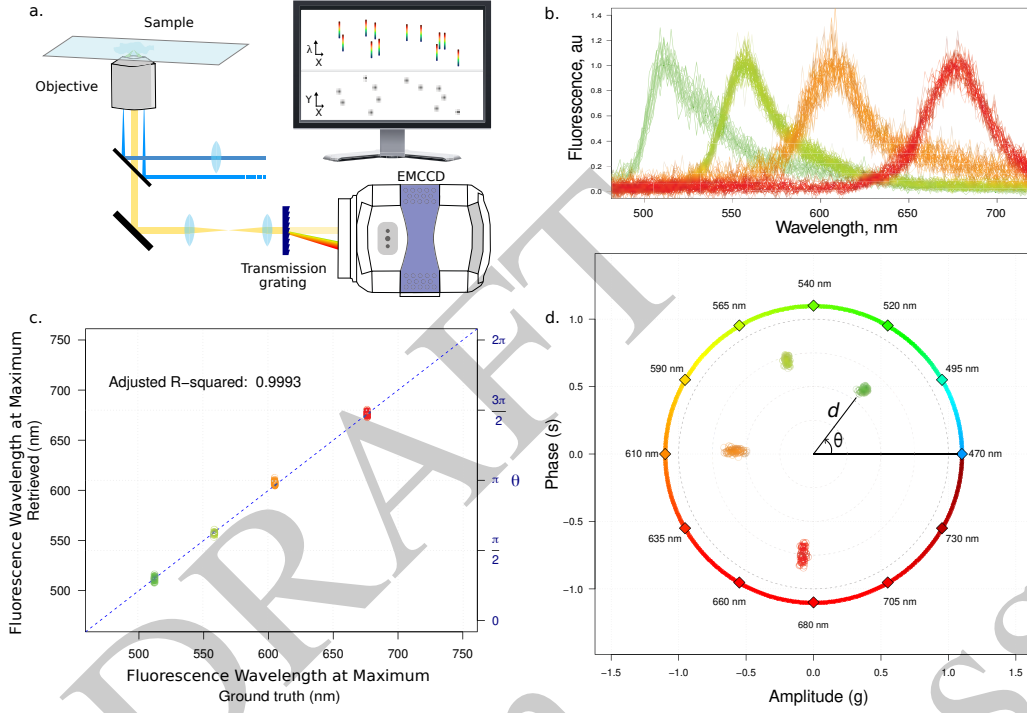 a.
Sample
Objective
λ
X
Y
X
EMCCD
Transmission
grating
b.
Fluorescence, au
1.4
1.2
1.0
0.8
0.6
0.4
0.2
0.0
500
550
600
650
700
Wavelength, nm
c.
Fluorescence Wavelength at Maximum
Retrieved (nm)
750
700
650
600
550
500
Adjusted R−squared: 0.9993
2π
3π
2
π
θ
π
2
0
500
550
600
650
700
750
Fluorescence Wavelength at Maximum
Ground truth (nm)
d.
Phase (s)
1.0
0.5
0.0
−0.5
−1.0
540 nm
565 nm
520 nm
590 nm
495 nm
610 nm
470 nm
635 nm
730 nm
660 nm
705 nm
680 nm
d
θ
−1.5
−1.0
−0.5
0.0
0.5
1.0
1.5
Amplitude (g)
DRAFT